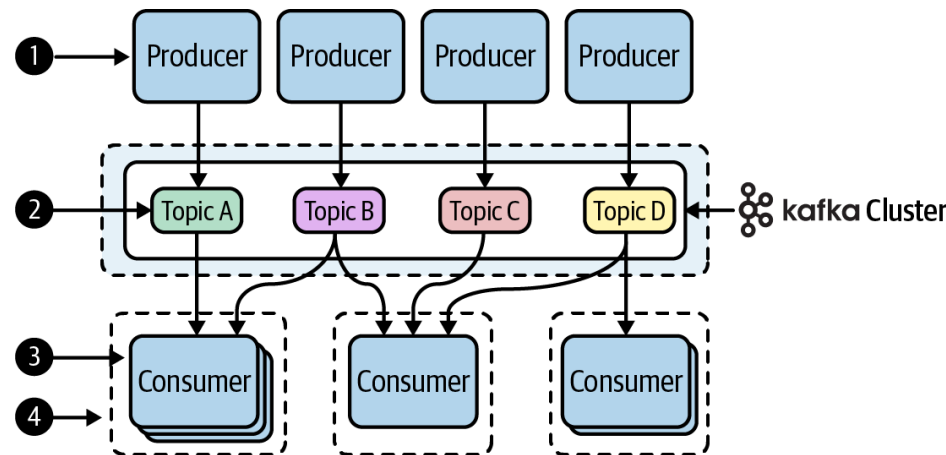 1
Producer
Producer
Producer
Producer
2
Topic A
Topic B
Topic C
Topic D
kafka Cluster
3
Consumer
Consumer
Consumer
4